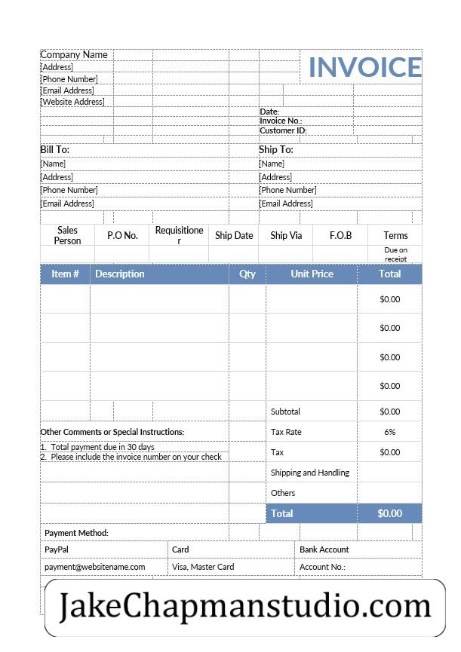 Company Name
INVOICE
[Address]
[Phone Number]
[Email Address]
[Website Address]
Date:
Invoice No.:
Customer ID:
Bill To: Ship To:
[Name] [Name]
[Address] [Address]
[Phone Number] [Phone Number]
[Email Address] [Email Address]
Sales Person P.O No. Requisitioner Ship Date Ship Via F.O.B Terms
Due on receipt
Item # Description Qty Unit Price Total
$0.00
$0.00
$0.00
$0.00
Subtotal $0.00
Other Comments or Special Instructions: Tax Rate 6%
1. Total payment due in 30 days
2. Please include the invoice number on your check
Tax $0.00
Shipping and Handling
Others
Total $0.00
Payment Method:
PayPal Card Bank Account
payment@websitename.com Visa, Master Card Account No.:
JakeChapmanstudio.com